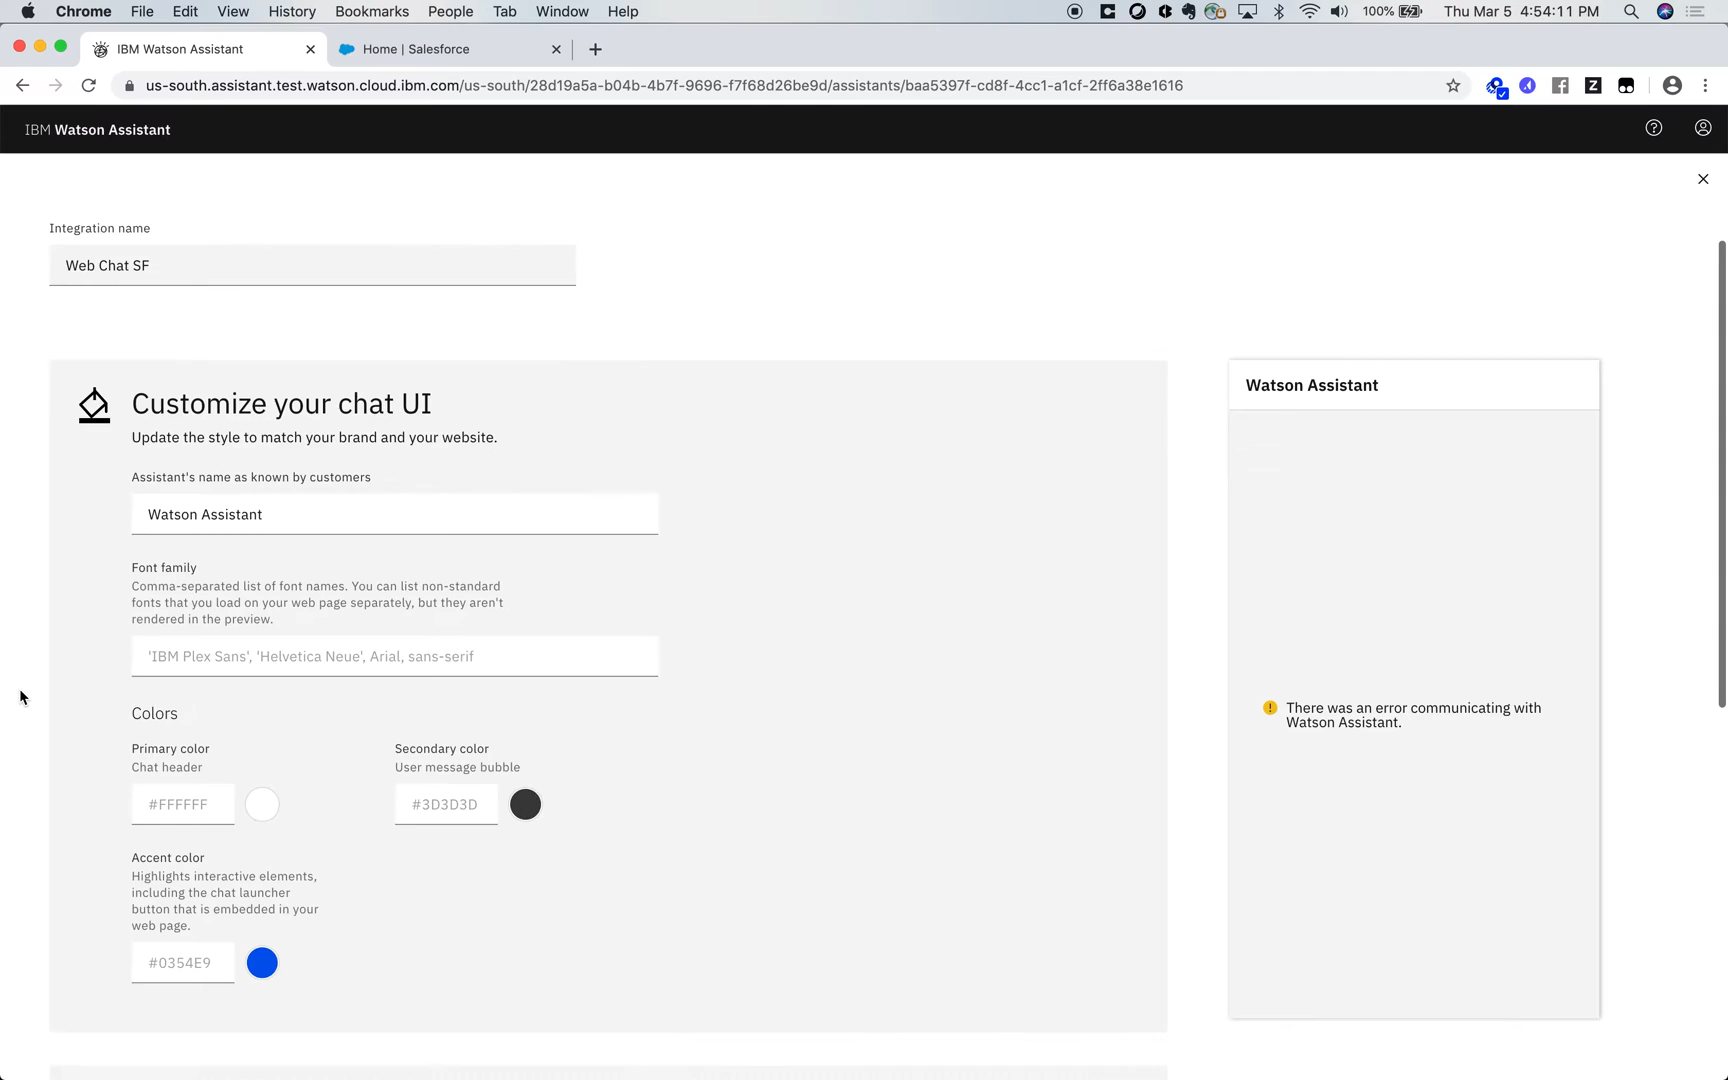 Chrome File Edit View History Bookmarks People Tab Window Help 100% Thu Mar 5 4:54:11 PM
IBM Watson Assistant Home | Salesforce
us-south.assistant.test.watson.cloud.ibm.com/us-south/28d19a5a-b04b-4b7f-9696-f7f68d26be9d/assistants/baa5397f-cd8f-4cc1-a1cf-2ff6a38e1616
IBM Watson Assistant
Integration name
Web Chat SF
Customize your chat UI
Update the style to match your brand and your website.
Assistant's name as known by customers
Watson Assistant
Font family
Comma-separated list of font names. You can list non-standard
fonts that you load on your web page separately, but they aren't
rendered in the preview.
'IBM Plex Sans', 'Helvetica Neue', Arial, sans-serif
Colors
Primary color
Chat header
#FFFFFF
Secondary color
User message bubble
#3D3D3D
Accent color
Highlights interactive elements,
including the chat launcher
button that is embedded in your
web page.
#0354E9
Watson Assistant
There was an error communicating with
Watson Assistant.